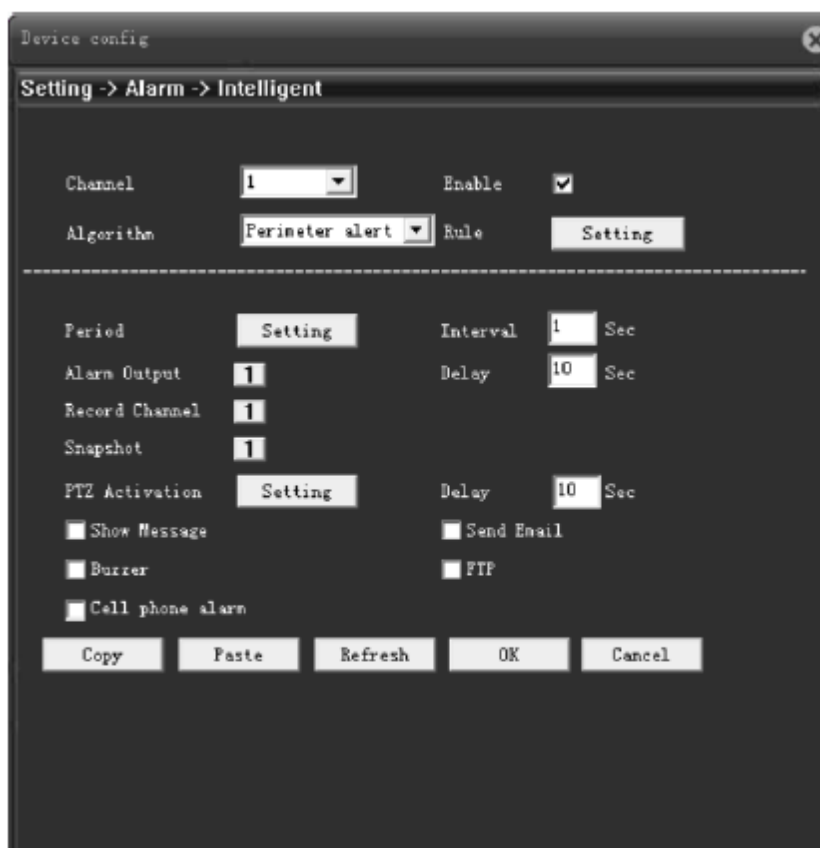 Device config
Setting -> Alarm -> Intelligent
Channel 1 Enable
Algorithm Perimeter alert Rule Setting
Period Setting Interval 1 Sec
Alarm Output 1 Delay 10 Sec
Record Channel 1
Snapshot 1
PTZ Activation Setting Delay 10 Sec
Show Message Send Email
Buzzer FTP
Cell phone alarm
Copy Paste Refresh OK Cancel